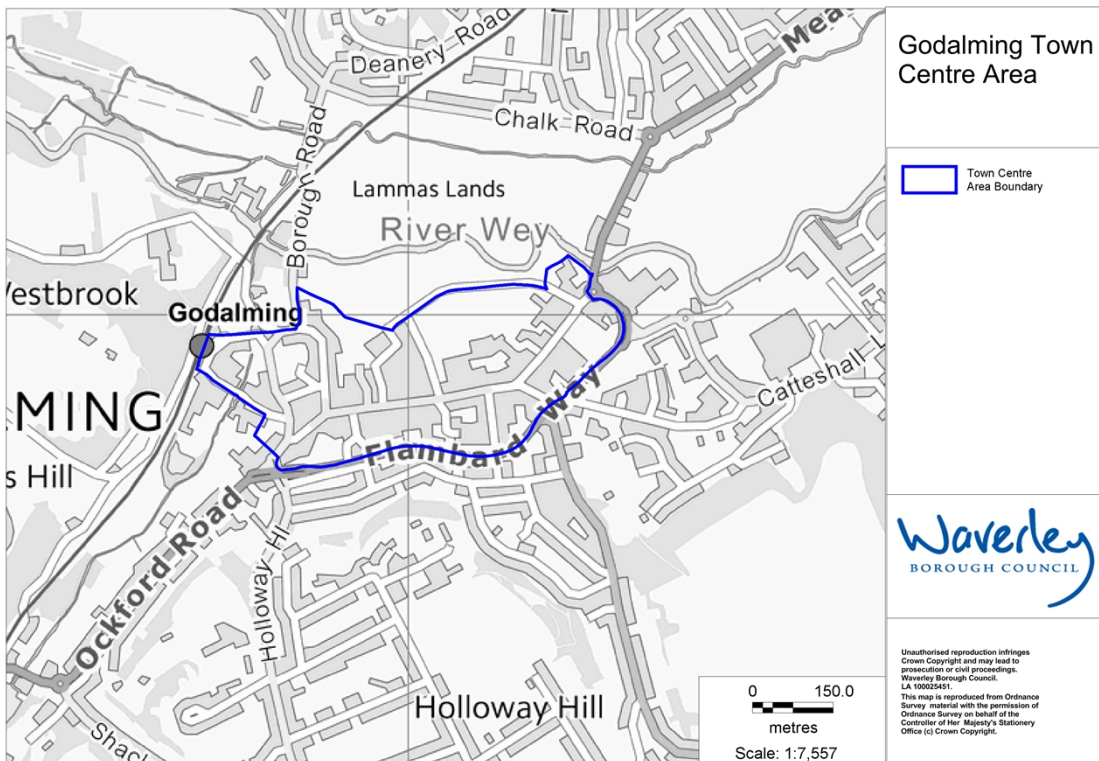 Deanery Road
Mea
Chalk Road
Borough Road
Lammas Lands
River Wey
estbrook
Godalming
MING
Catteshall L
Flambard Way
s Hill
Ockford Road
Holloway Hl
Holloway Hill
Shac
0 150.0
metres
Scale: 1:7,557
Godalming Town
Centre Area
Town Centre
Area Boundary
Waverley
BOROUGH COUNCIL
Unauthorised reproduction infringes
Crown Copyright and may lead to
prosecution or civil proceedings.
Waverley Borough Council.
LA 100025451.
This map is reproduced from Ordnance
Survey material with the permission of
Ordnance Survey on behalf of the
Controller of Her Majesty's Stationery
Office (c) Crown Copyright.